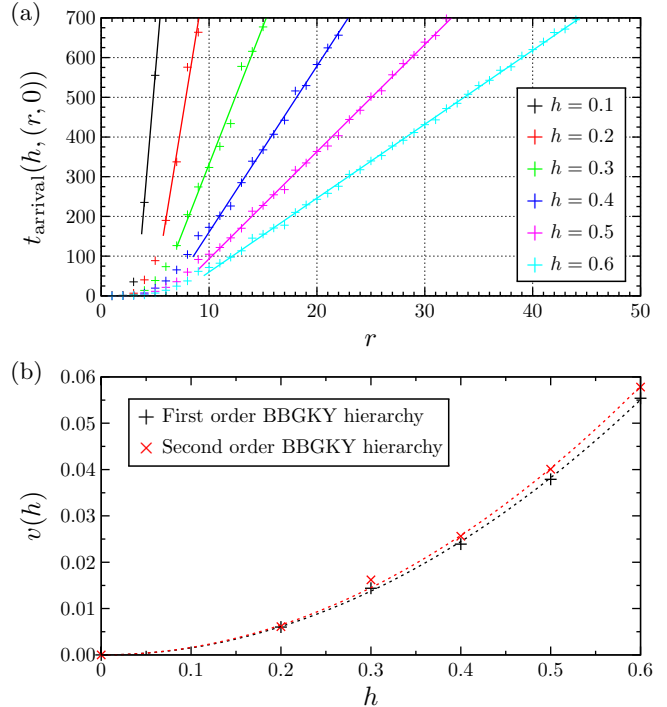 (a)
700
600
500
400
300
200
100
0
t_arrival(h, (r, 0))
h = 0.1
h = 0.2
h = 0.3
h = 0.4
h = 0.5
h = 0.6
0 10 20 30 40 50
r
(b)
0.06
0.05
0.04
0.03
0.02
0.01
0.00
v(h)
First order BBGKY hierarchy
Second order BBGKY hierarchy
0 0.1 0.2 0.3 0.4 0.5 0.6
h